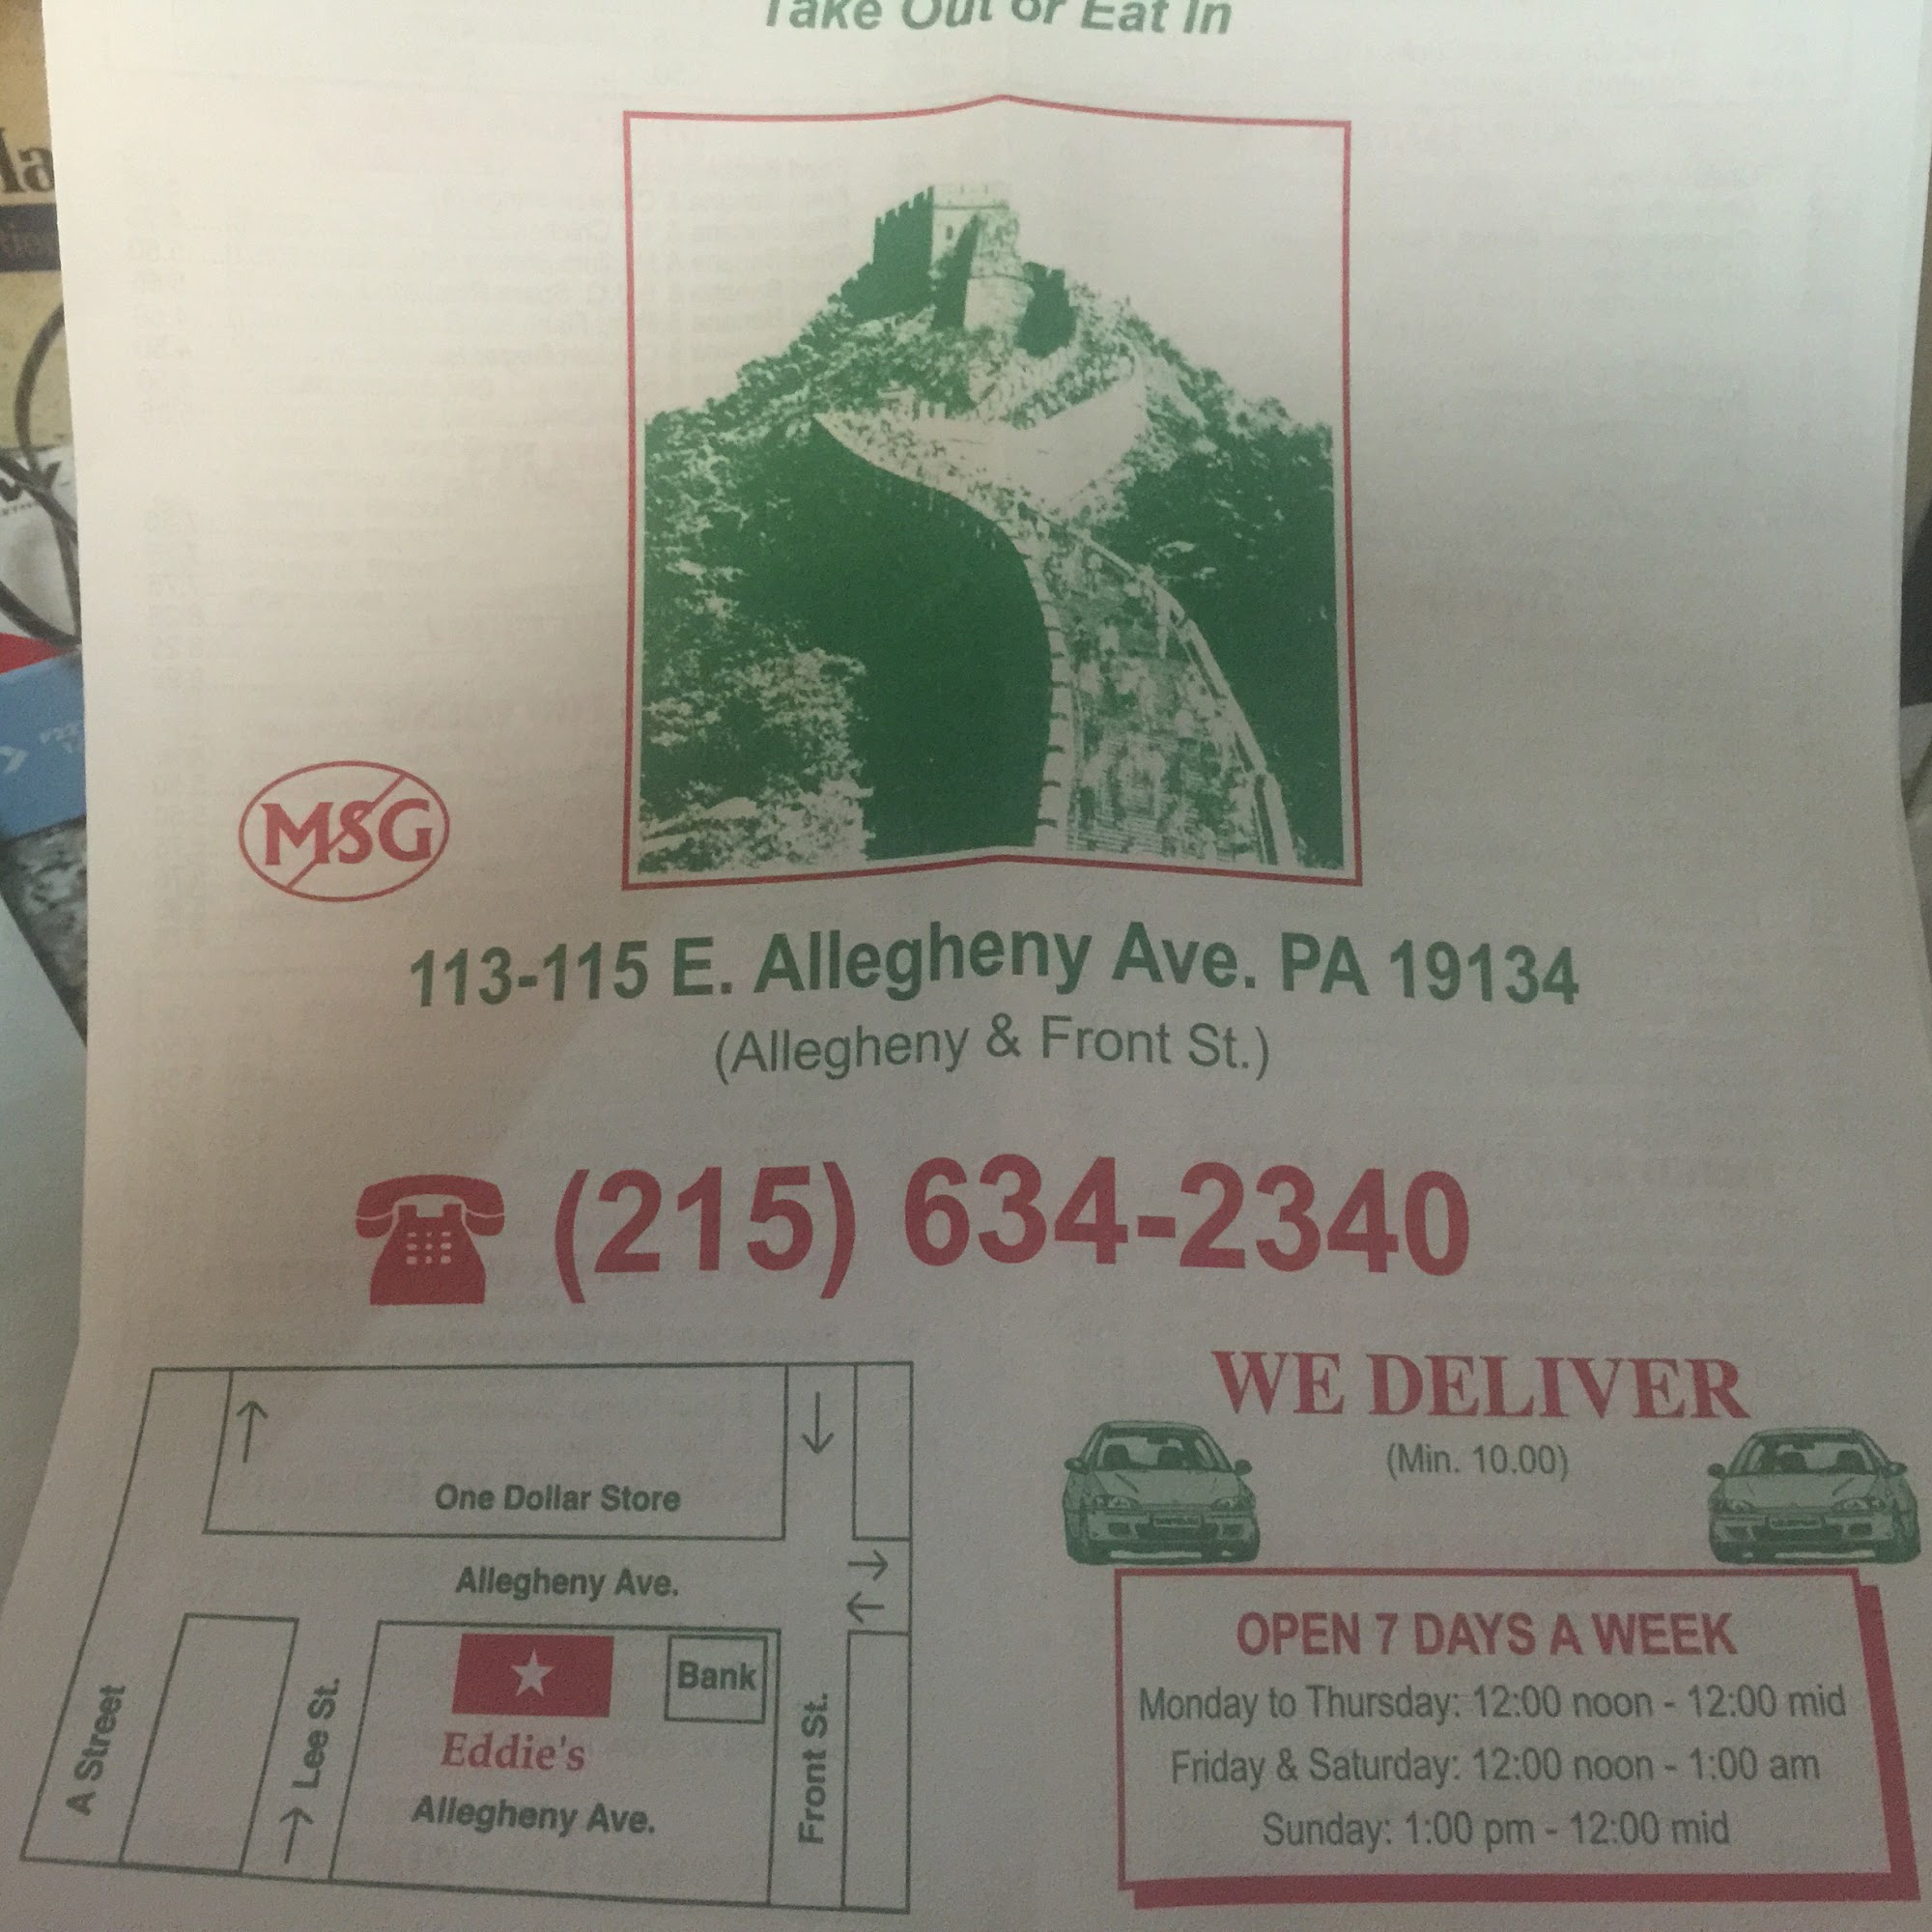 Take Out or Eat In
MSG
113-115 E. Allegheny Ave. PA 19134
(Allegheny & Front St.)
(215) 634-2340
One Dollar Store
Allegheny Ave.
A Street
Lee St.
Eddie's
Allegheny Ave.
Bank
Front St.
WE DELIVER
(Min. 10.00)
OPEN 7 DAYS A WEEK
Monday to Thursday: 12:00 noon - 12:00 mid
Friday & Saturday: 12:00 noon - 1:00 am
Sunday: 1:00 pm - 12:00 mid